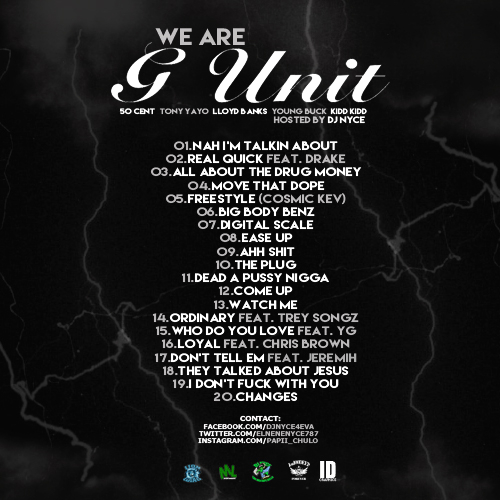 WE ARE
G Unit
50 CENT TONY YAYO LLOYD BANKS YOUNG BUCK KIDD KIDD
HOSTED BY DJ NYCE
01.NAH I'M TALKIN ABOUT
02.REAL QUICK FEAT. DRAKE
03.ALL ABOUT THE DRUG MONEY
04.MOVE THAT DOPE
05.FREESTYLE (COSMIC KEV)
06.BIG BODY BENZ
07.DIGITAL SCALE
08.EASE UP
09.AHH SHIT
10.THE PLUG
11.DEAD A PUSSY NIGGA
12.COME UP
13.WATCH ME
14.ORDINARY FEAT. TREY SONGZ
15.WHO DO YOU LOVE FEAT. YG
16.LOYAL FEAT. CHRIS BROWN
17.DON'T TELL EM FEAT. JEREMIH
18.THEY TALKED ABOUT JESUS
19.I DON'T FUCK WITH YOU
20.CHANGES
CONTACT:
FACEBOOK.COM/DJNYCE4EVA
TWITTER.COM/ELNENENYCE787
INSTAGRAM.COM/PAPII_CHULO
ID